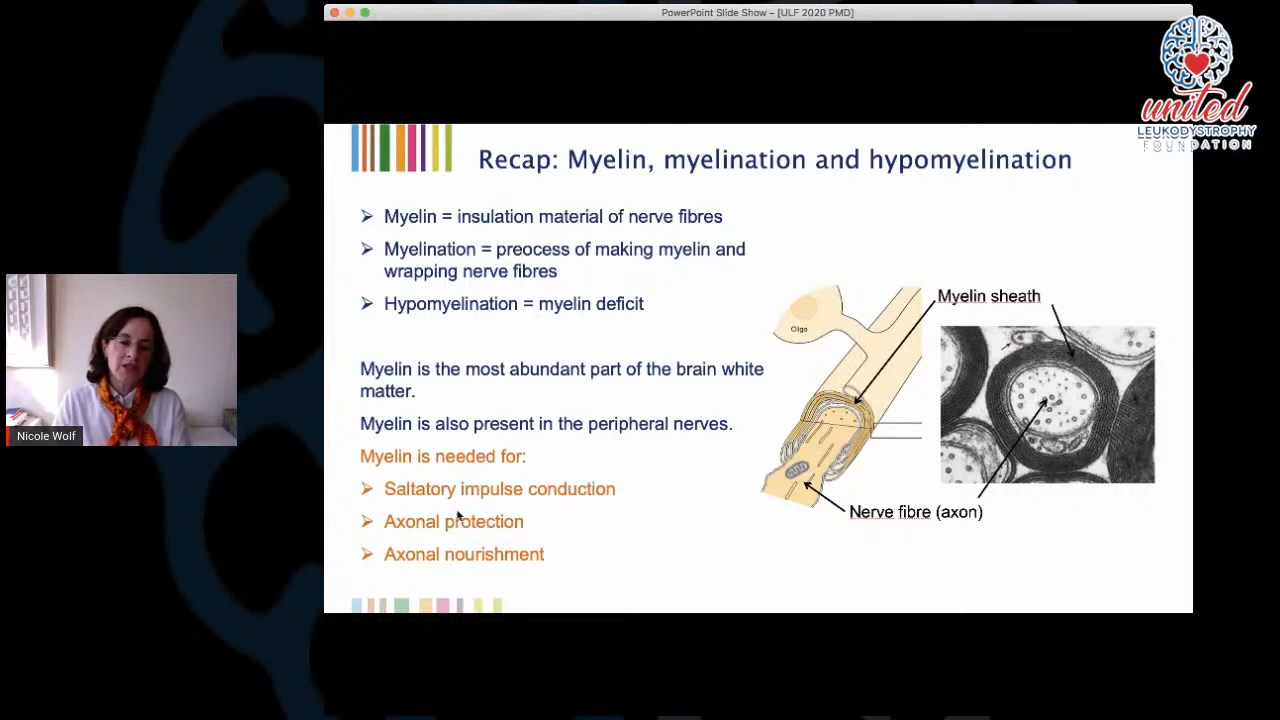 PowerPoint Slide Show – [ULF 2020 PMD]
united
LEUKODYSTROPHY
FOUNDATION
Recap: Myelin, myelination and hypomyelination
Myelin = insulation material of nerve fibres
Myelination = preocess of making myelin and
wrapping nerve fibres
Hypomyelination = myelin deficit
Myelin is the most abundant part of the brain white
matter.
Myelin is also present in the peripheral nerves.
Myelin is needed for:
Saltatory impulse conduction
Axonal protection
Axonal nourishment
Oligo
Myelin sheath
Nerve fibre (axon)
Nicole Wolf